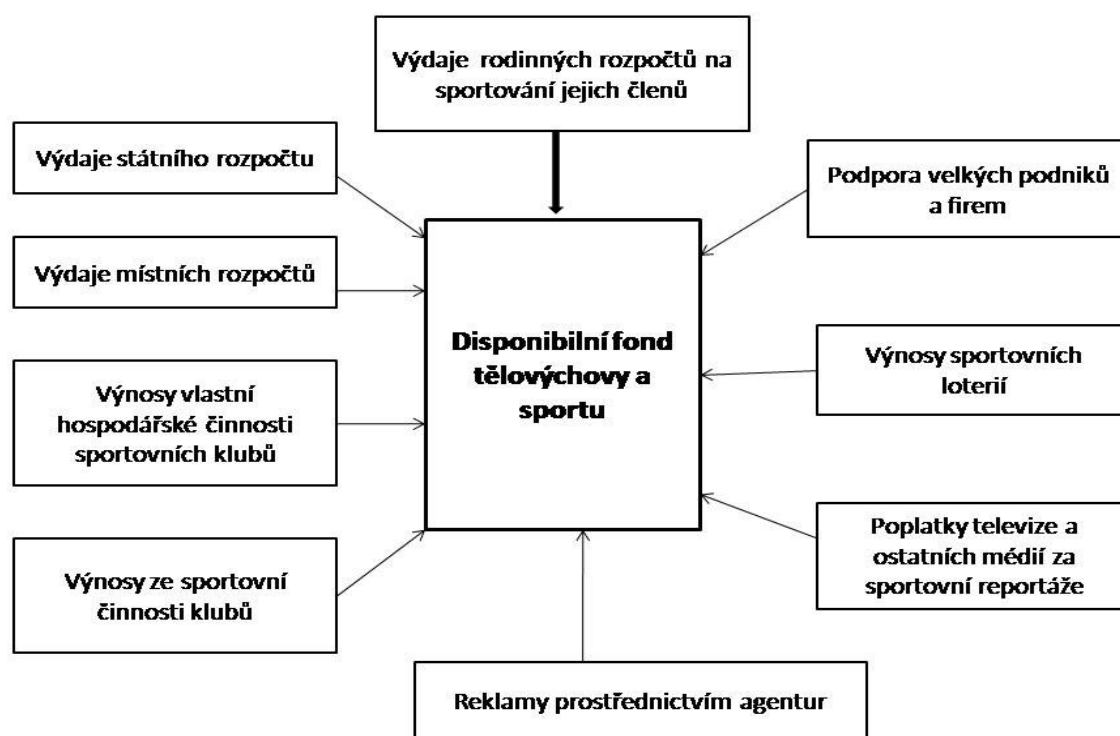 Výdaje rodinných rozpočtů na
sportování jejich členů
Výdaje státního rozpočtu
Podpora velkých podniků
a firem
Výdaje místních rozpočtů
Disponibilní fond
tělovýchovy a
sportu
Výnosy sportovních
loterií
Výnosy vlastní
hospodářské činnosti
sportovních klubů
Poplatky televize a
ostatních médií za
sportovní reportáže
Výnosy ze sportovní
činnosti klubů
Reklamy prostřednictvím agentur